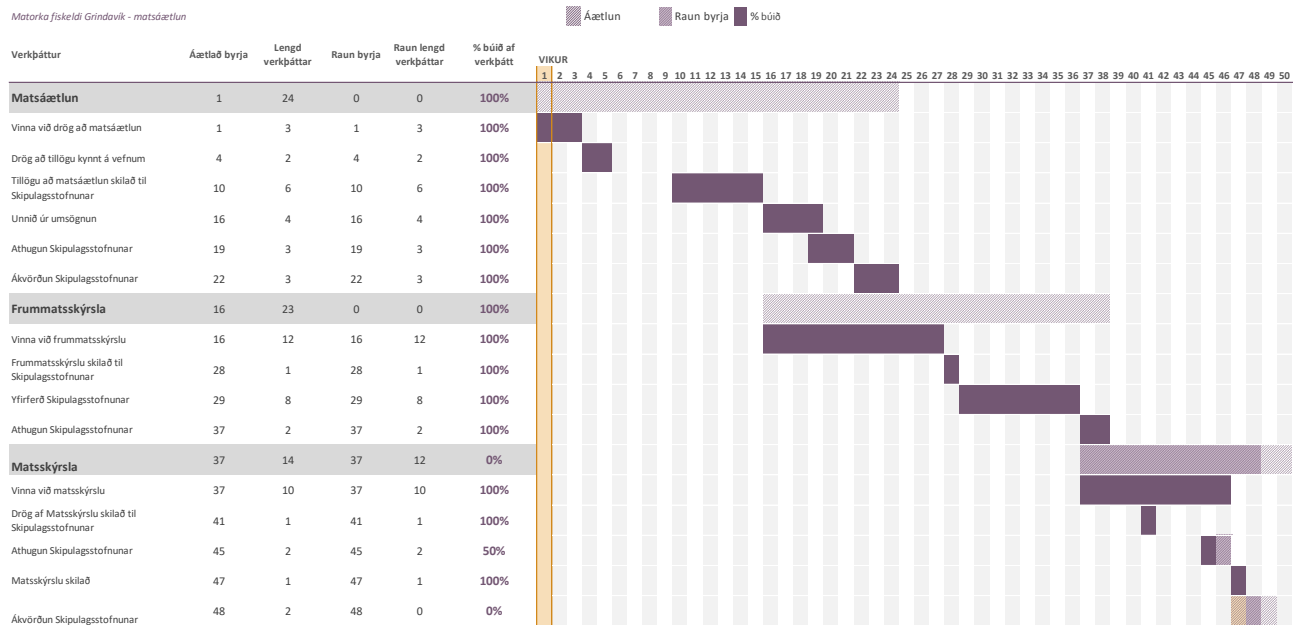 Matorka fiskeldi Grindavík - matsáætlun
Áætlun Raun byrja % búið
Verkþáttur Áætlað byrja Lengd verkþáttar Raun byrja Raun lengd verkþáttar % búið af verkþátt VIKUR
1 2 3 4 5 6 7 8 9 10 11 12 13 14 15 16 17 18 19 20 21 22 23 24 25 26 27 28 29 30 31 32 33 34 35 36 37 38 39 40 41 42 43 44 45 46 47 48 49 50
Matsáætlun 1 24 0 0 100%
Vinna við drög að matsáætlun 1 3 1 3 100%
Drög að tillögu kynnt á vefnum 4 2 4 2 100%
Tillögu að matsáætlun skilað til
Skipulagsstofnunar 10 6 10 6 100%
Unnið úr umsögnun 16 4 16 4 100%
Athugun Skipulagsstofnunar 19 3 19 3 100%
Ákvörðun Skipulagsstofnunar 22 3 22 3 100%
Frummatsskýrsla 16 23 0 0 100%
Vinna við frummatsskýrslu 16 12 16 12 100%
Frummatsskýrslu skilað til
Skipulagsstofnunar 28 1 28 1 100%
Yfirferð Skipulagsstofnunar 29 8 29 8 100%
Athugun Skipulagsstofnunar 37 2 37 2 100%
Matsskýrsla 37 14 37 12 0%
Vinna við matsskýrslu 37 10 37 10 100%
Drög af Matsskýrslu skilað til
Skipulagsstofnunar 41 1 41 1 100%
Athugun Skipulagsstofnunar 45 2 45 2 50%
Matsskýrslu skilað 47 1 47 1 100%
Ákvörðun Skipulagsstofnunar 48 2 48 0 0%